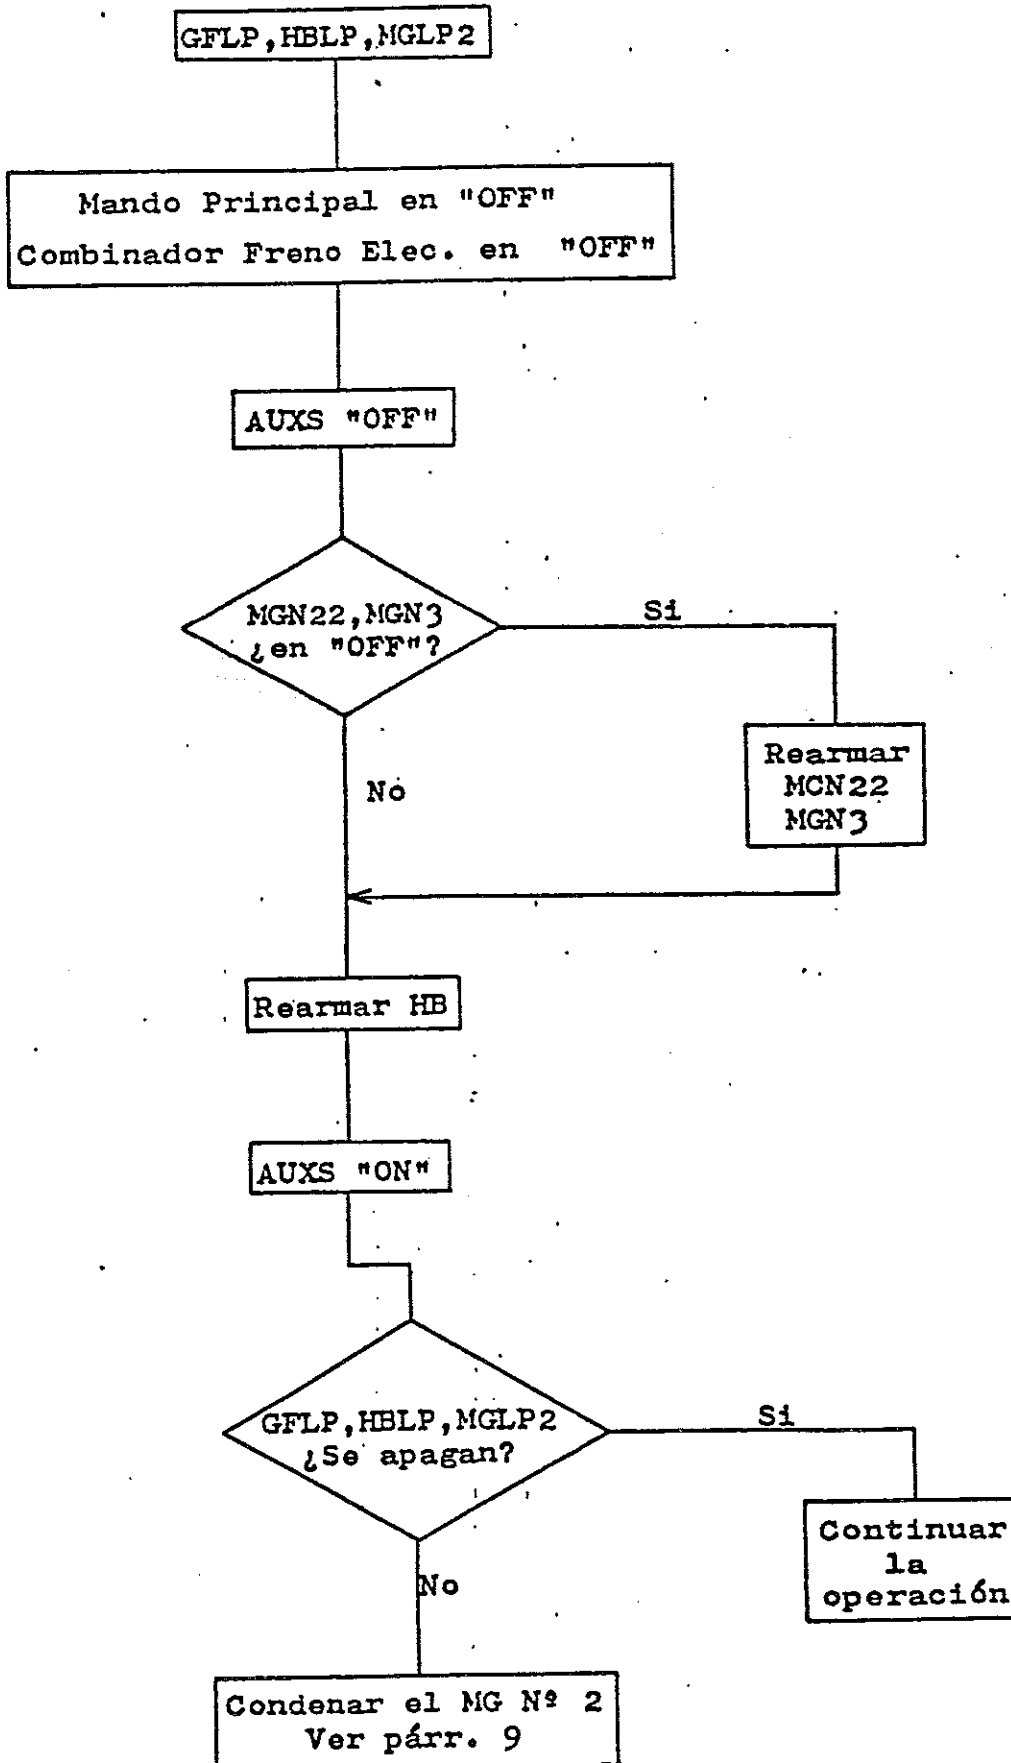 GFLP,HBLP,MGLP2
Mando Principal en "OFF"
Combinador Freno Elec. en "OFF"
AUXS "OFF"
MGN22,MGN3
¿en "OFF"?
Si
No
Rearmar
MCN22
MGN3
Rearmar HB
AUXS "ON"
GFLP,HBLP,MGLP2
¿Se apagan?
Si
Continuar
la
operación
No
Condenar el MG Nº 2
Ver párr. 9